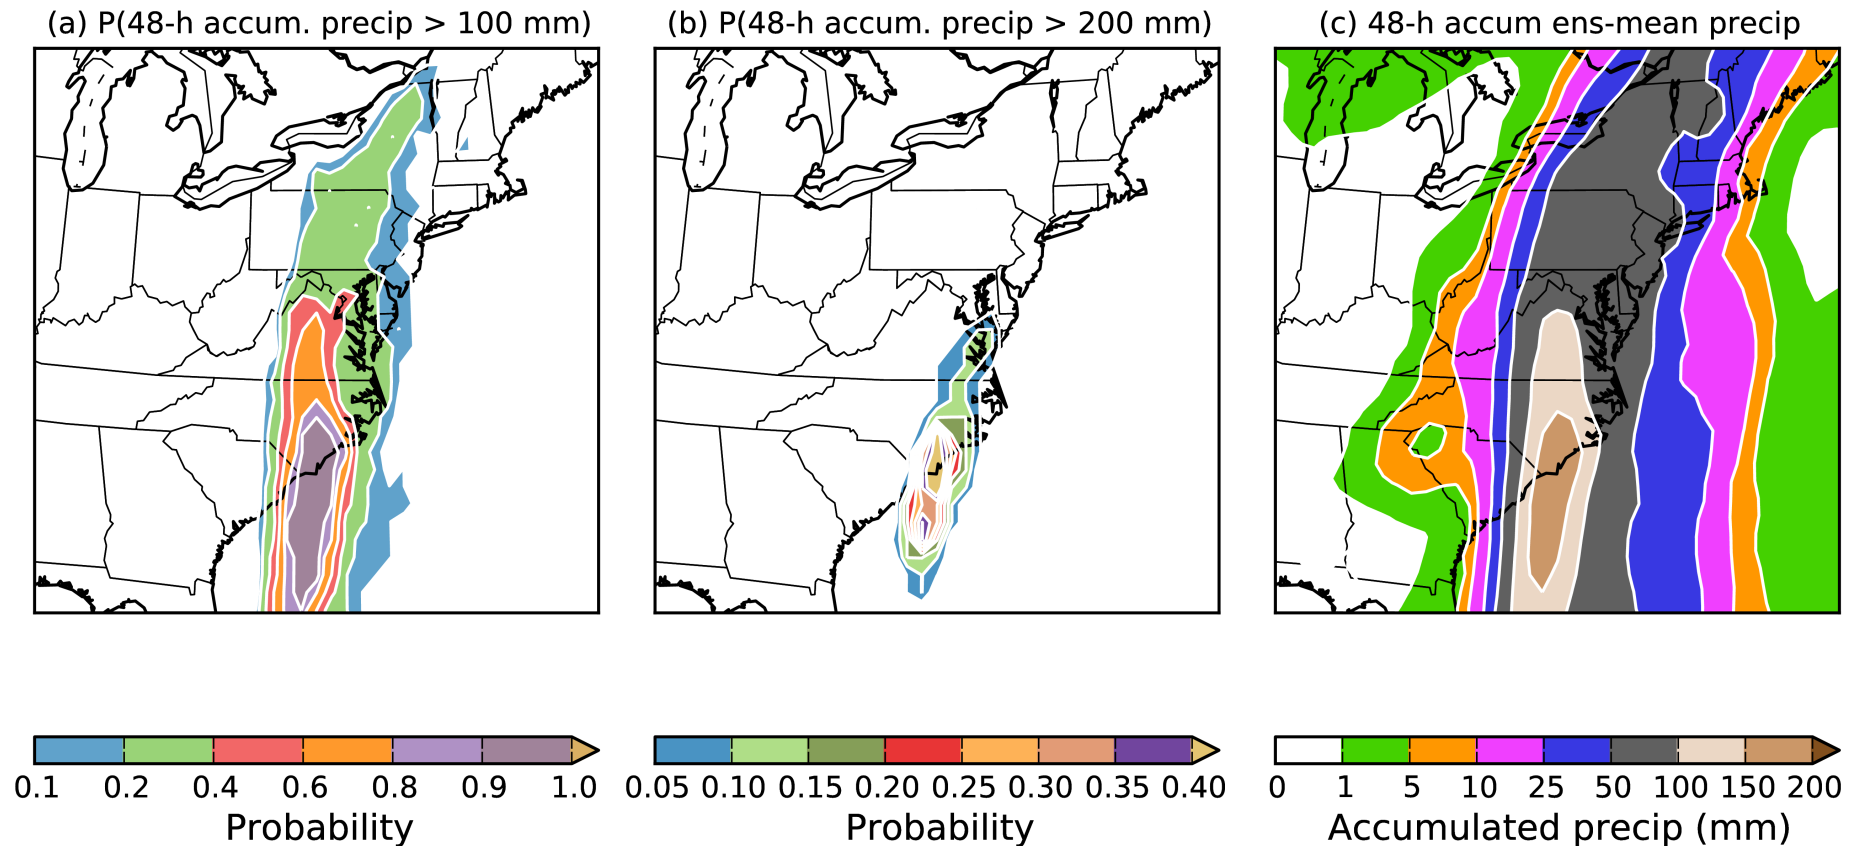 (a) P(48-h accum. precip > 100 mm)
(b) P(48-h accum. precip > 200 mm)
(c) 48-h accum ens-mean precip
0.1 0.2 0.4 0.6 0.8 0.9 1.0
Probability
0.05 0.10 0.15 0.20 0.25 0.30 0.35 0.40
Probability
0 1 5 10 25 50 100 150 200
Accumulated precip (mm)